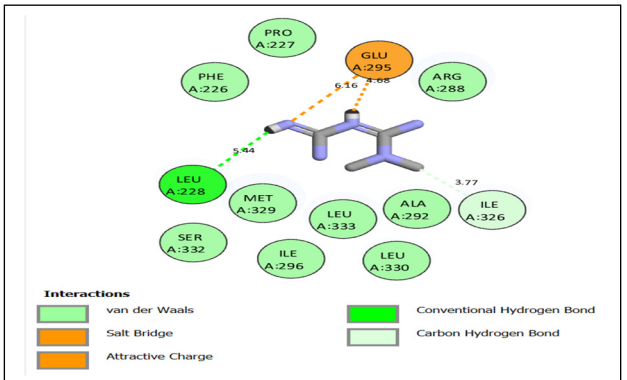 PRO
A:227
GLU
A:295
PHE
A:226
ARG
A:288
6.16
4.68
5.44
3.77
LEU
A:228
MET
A:329
LEU
A:333
ALA
A:292
ILE
A:326
SER
A:332
ILE
A:296
LEU
A:330
Interactions
van der Waals
Conventional Hydrogen Bond
Salt Bridge
Carbon Hydrogen Bond
Attractive Charge